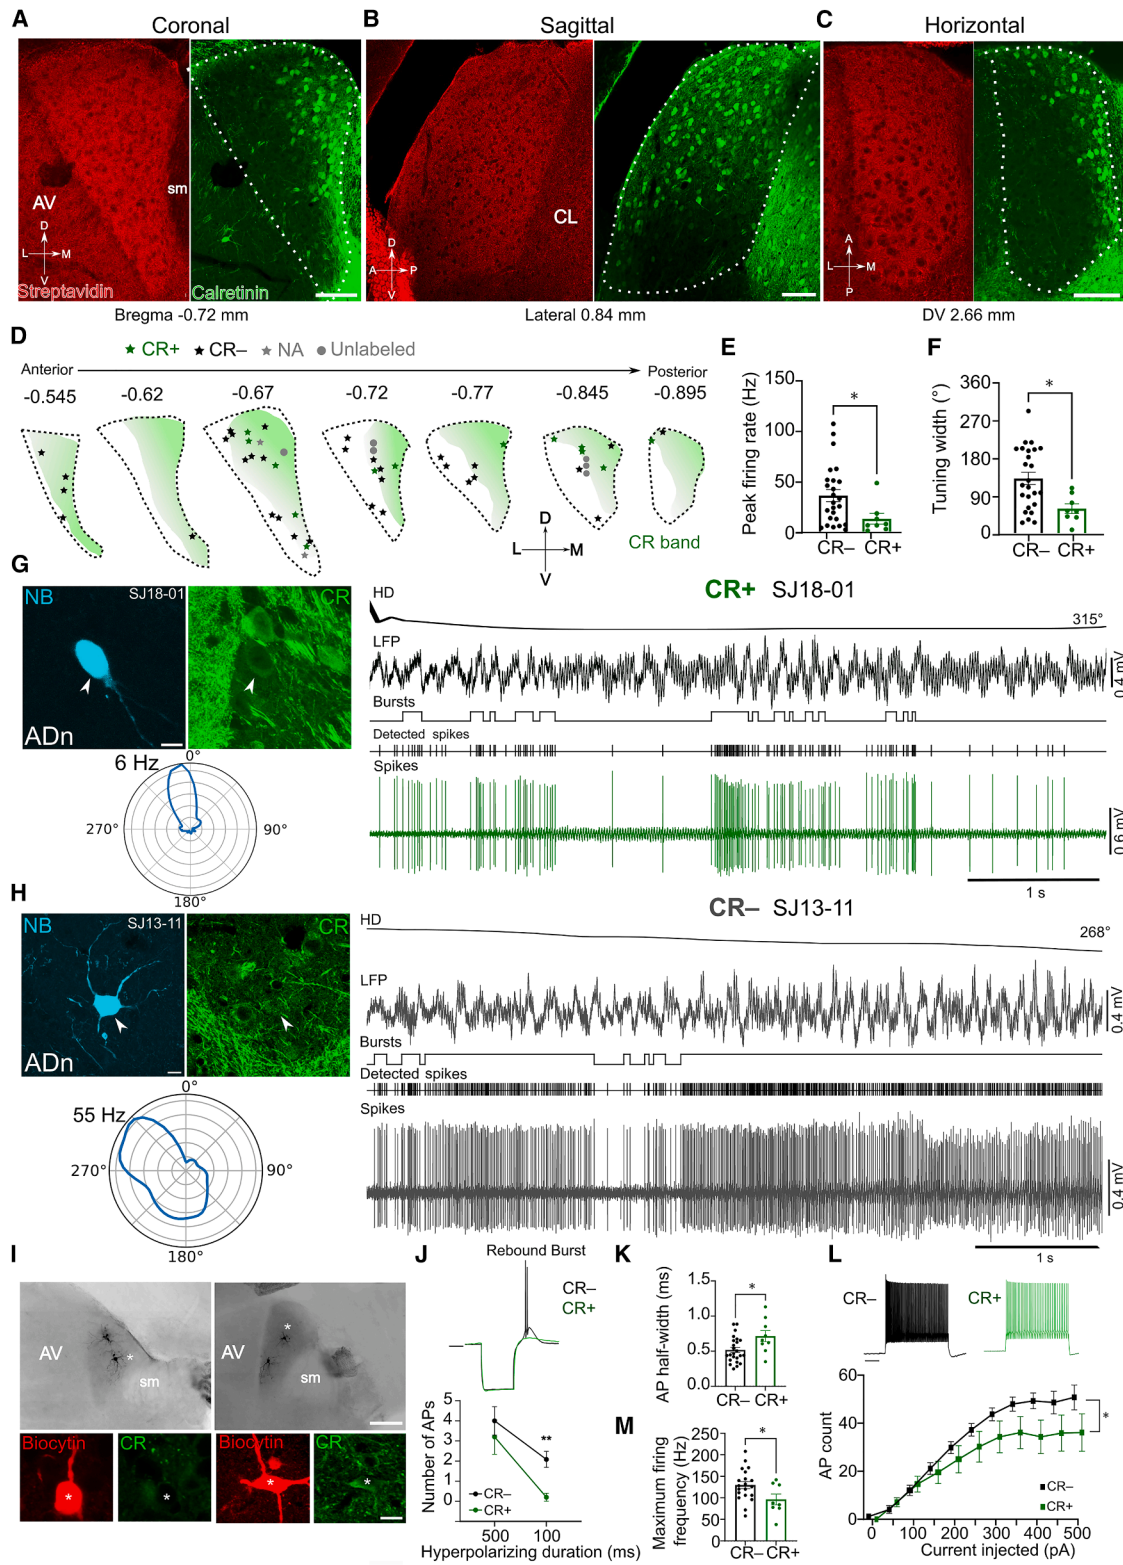 A Coronal B Sagittal C Horizontal
AV sm
D L M V
Streptavidin Calretinin
CL
D A P V
A L M P
Bregma -0.72 mm Lateral 0.84 mm DV 2.66 mm
D CR+ CR– NA Unlabeled
Anterior Posterior
-0.545 -0.62 -0.67 -0.72 -0.77 -0.845 -0.895
D L M V
CR band
E
Peak firing rate (Hz)
150
100
50
0
*
CR– CR+
F
Tuning width (°)
360
270
180
90
0
*
CR– CR+
G
NB SJ18-01 CR
ADn
6 Hz 0°
270° 90°
180°
CR+ SJ18-01
HD 315°
LFP
0.4 mV
Bursts
Detected spikes
Spikes
0.6 mV
1 s
H
NB SJ13-11 CR
ADn
0°
55 Hz
270° 90°
180°
CR– SJ13-11
HD 268°
LFP
0.4 mV
Bursts
Detected spikes
Spikes
0.4 mV
1 s
I
AV * sm
AV * sm
Biocytin CR Biocytin CR
* * * *
J
Rebound Burst
CR–
CR+
Number of APs
5
4
3
2
1
0
**
CR–
CR+
500 100
Hyperpolarizing duration (ms)
K
AP half-width (ms)
1.5
1.0
0.5
0.0
*
CR– CR+
M
Maximum firing
frequency (Hz)
250
200
150
100
50
0
*
CR– CR+
L
CR– CR+
AP count
60
40
20
0
*
CR–
CR+
0 100 200 300 400 500
Current injected (pA)